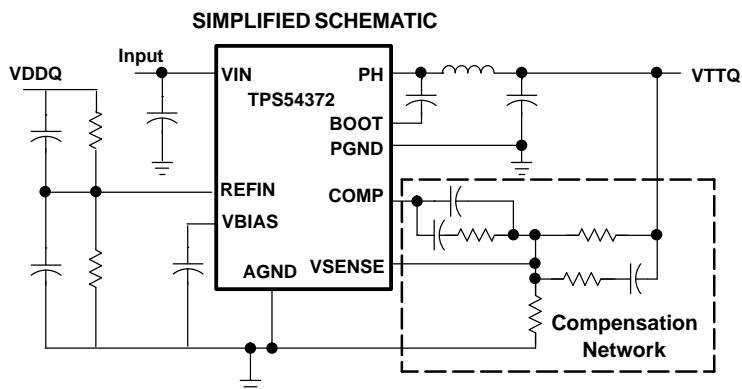 SIMPLIFIED SCHEMATIC
Input
VDDQ
VIN
PH
VTTQ
TPS54372
BOOT
PGND
REFIN
COMP
VBIAS
AGND
VSENSE
Compensation
Network